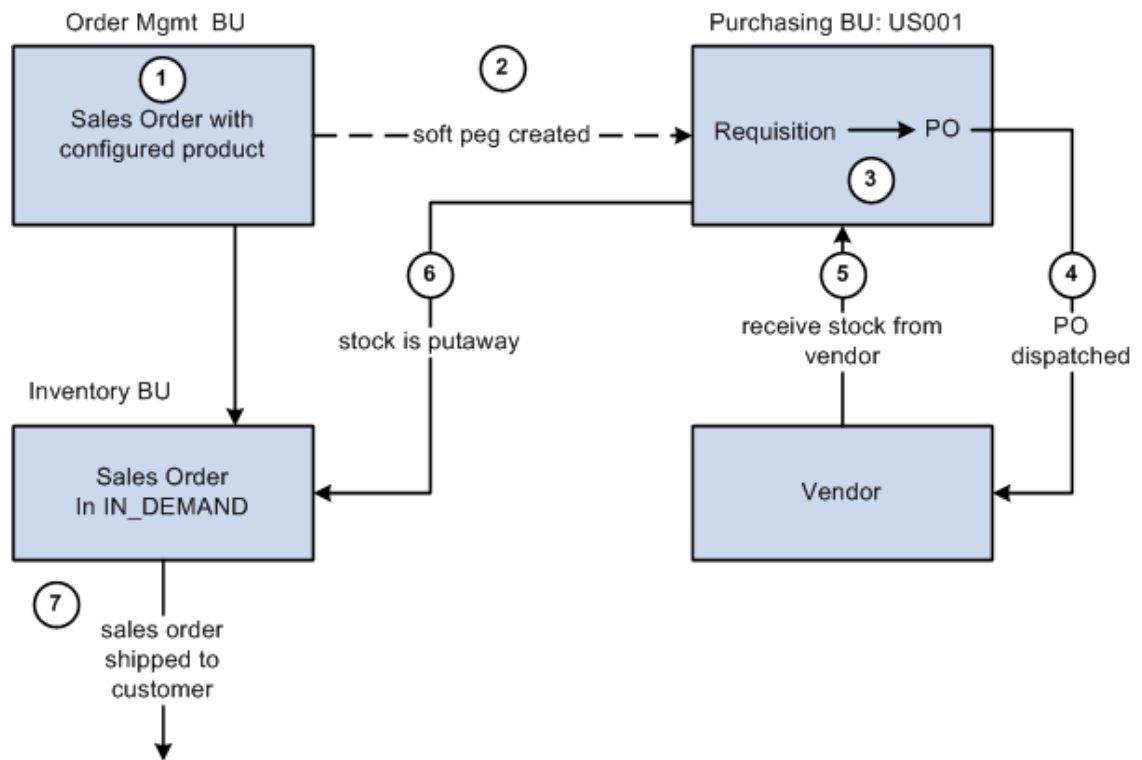 Order Mgmt  BU
Purchasing BU: US001
1
Sales Order with
configured product
2
soft peg created
Requisition
PO
3
6
stock is putaway
5
receive stock from
vendor
4
PO
dispatched
Inventory BU
Sales Order
In IN_DEMAND
Vendor
7
sales order
shipped to
customer